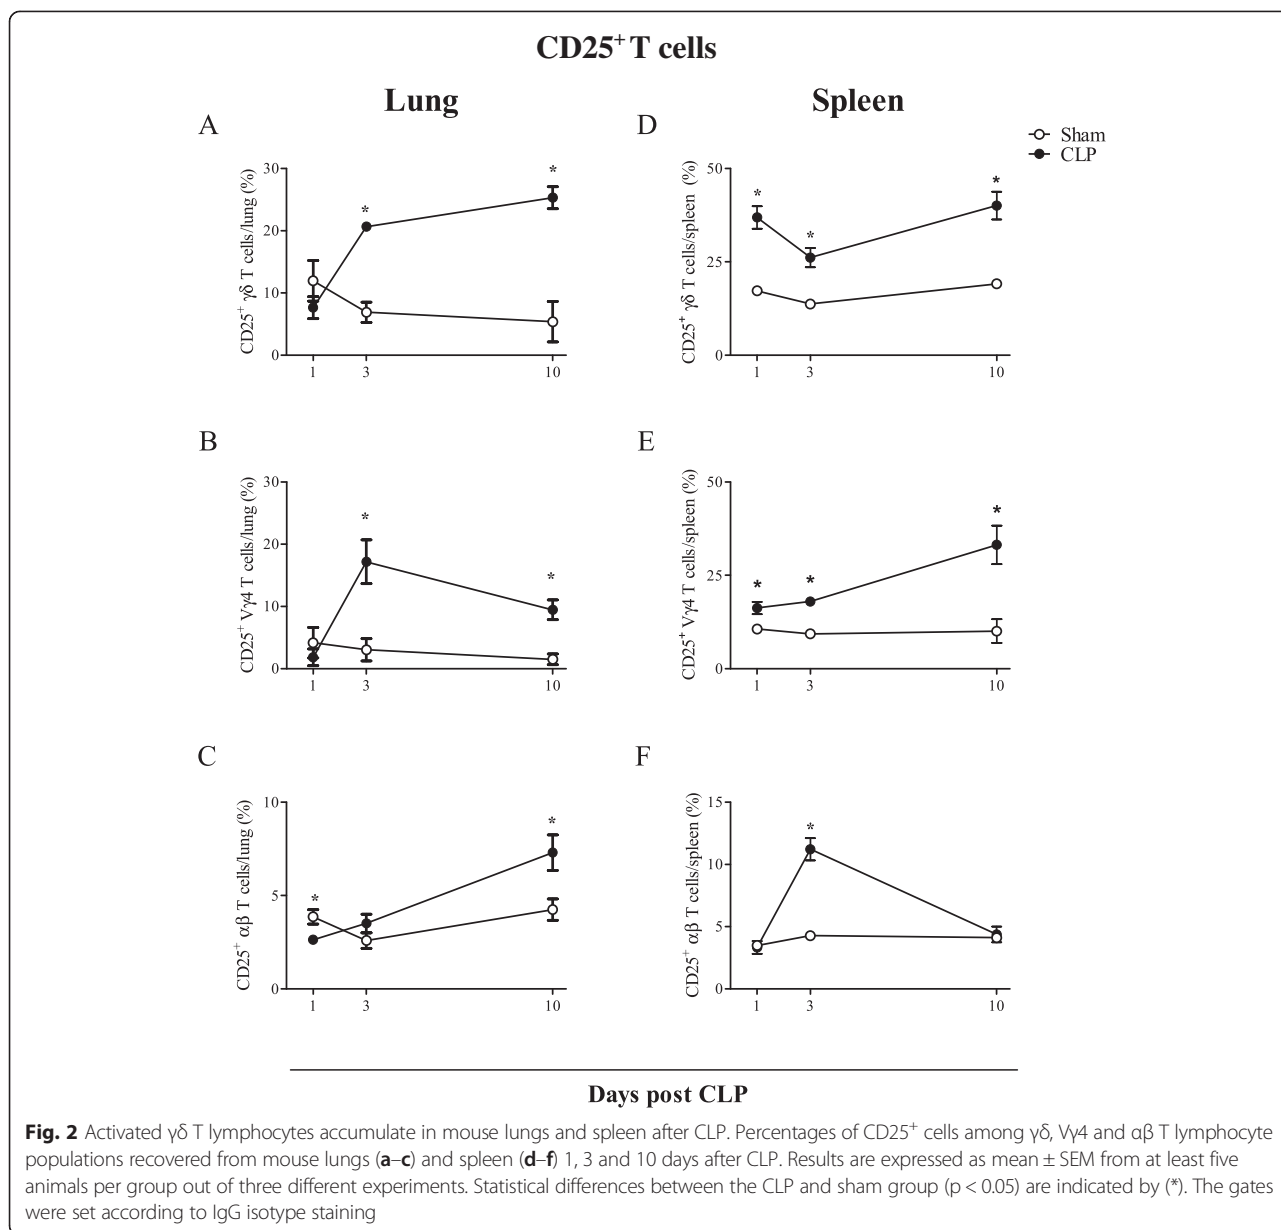 CD25⁺ T cells
Lung
Spleen
Sham
CLP
A
CD25⁺ γδ T cells/lung (%)
30
20
10
0
* *
1 3 10
D
CD25⁺ γδ T cells/spleen (%)
50
25
0
* * *
1 3 10
B
CD25⁺ Vγ4 T cells/lung (%)
30
20
10
0
* *
1 3 10
E
CD25⁺ Vγ4 T cells/spleen (%)
50
25
0
* * *
1 3 10
C
CD25⁺ αβ T cells/lung (%)
10
5
0
* *
1 3 10
F
CD25⁺ αβ T cells/spleen (%)
15
10
5
0
*
1 3 10
Days post CLP
Fig. 2 Activated γδ T lymphocytes accumulate in mouse lungs and spleen after CLP. Percentages of CD25⁺ cells among γδ, Vγ4 and αβ T lymphocyte
populations recovered from mouse lungs (a–c) and spleen (d–f) 1, 3 and 10 days after CLP. Results are expressed as mean ± SEM from at least five
animals per group out of three different experiments. Statistical differences between the CLP and sham group (p < 0.05) are indicated by (*). The gates
were set according to IgG isotype staining